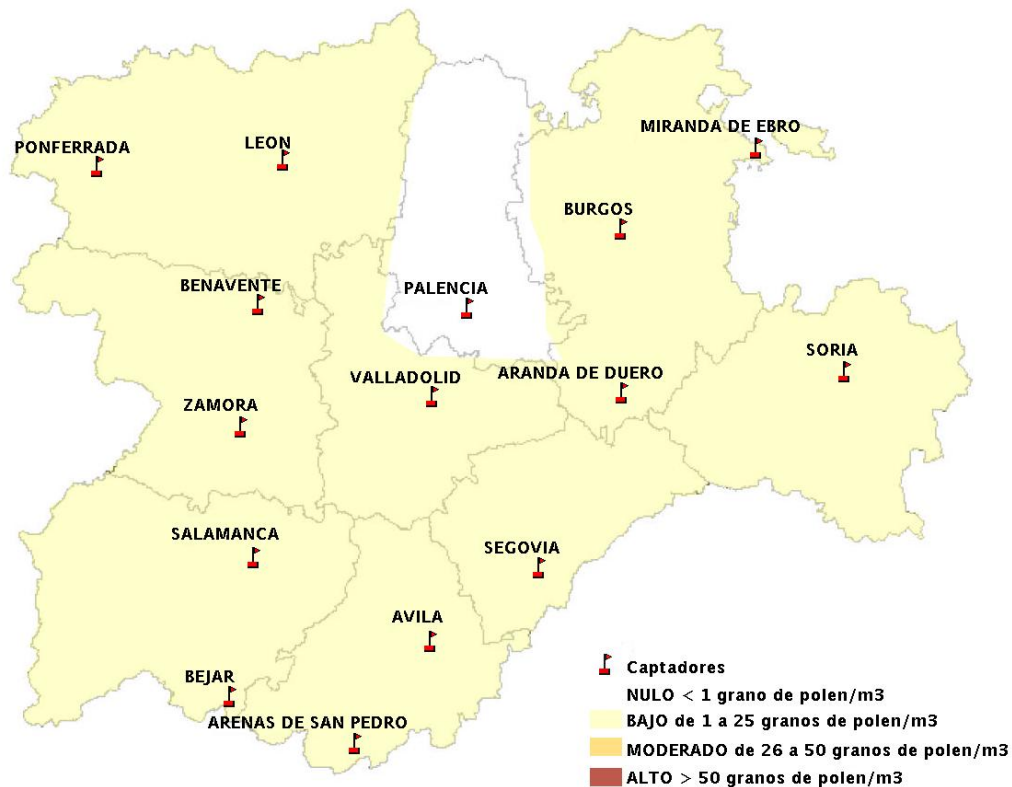 MIRANDA DE EBRO
PONFERRADA
LEON
BURGOS
BENAVENTE
PALENCIA
SORIA
VALLADOLID
ARANDA DE DUERO
ZAMORA
SALAMANCA
SEGOVIA
AVILA
BEJAR
ARENAS DE SAN PEDRO
Captadores
NULO < 1 grano de polen/m3
BAJO de 1 a 25 granos de polen/m3
MODERADO de 26 a 50 granos de polen/m3
ALTO > 50 granos de polen/m3